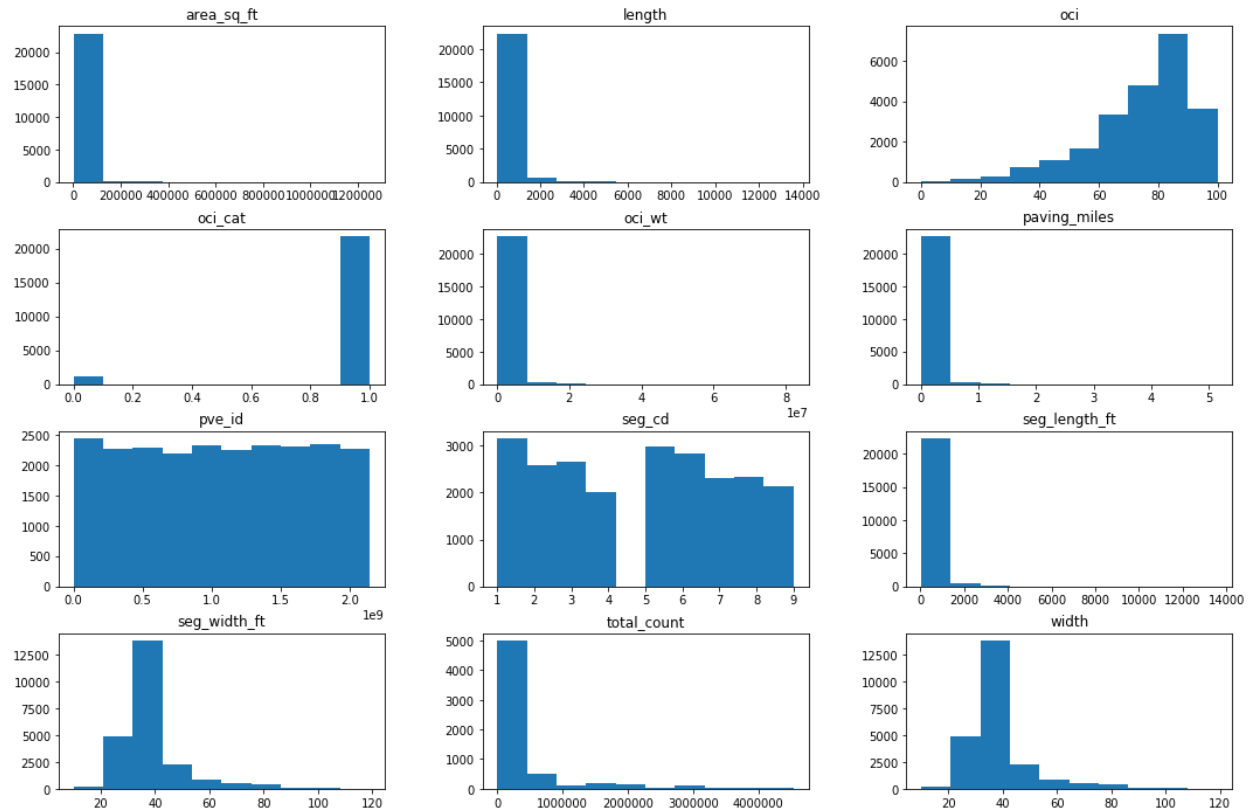 area_sq_ft
20000
15000
10000
5000
0
0 200000 400000 600000 800000 1000000 1200000
length
20000
15000
10000
5000
0
0 2000 4000 6000 8000 10000 12000 14000
oci
6000
4000
2000
0
0 20 40 60 80 100
oci_cat
20000
15000
10000
5000
0
0.0 0.2 0.4 0.6 0.8 1.0
oci_wt
20000
15000
10000
5000
0
0 2 4 6 8
1e7
paving_miles
20000
15000
10000
5000
0
0 1 2 3 4 5
pve_id
2500
2000
1500
1000
500
0
0.0 0.5 1.0 1.5 2.0
1e9
seg_cd
3000
2000
1000
0
1 2 3 4 5 6 7 8 9
seg_length_ft
20000
15000
10000
5000
0
0 2000 4000 6000 8000 10000 12000 14000
seg_width_ft
12500
10000
7500
5000
2500
0
20 40 60 80 100 120
total_count
5000
4000
3000
2000
1000
0
0 1000000 2000000 3000000 4000000
width
12500
10000
7500
5000
2500
0
20 40 60 80 100 120